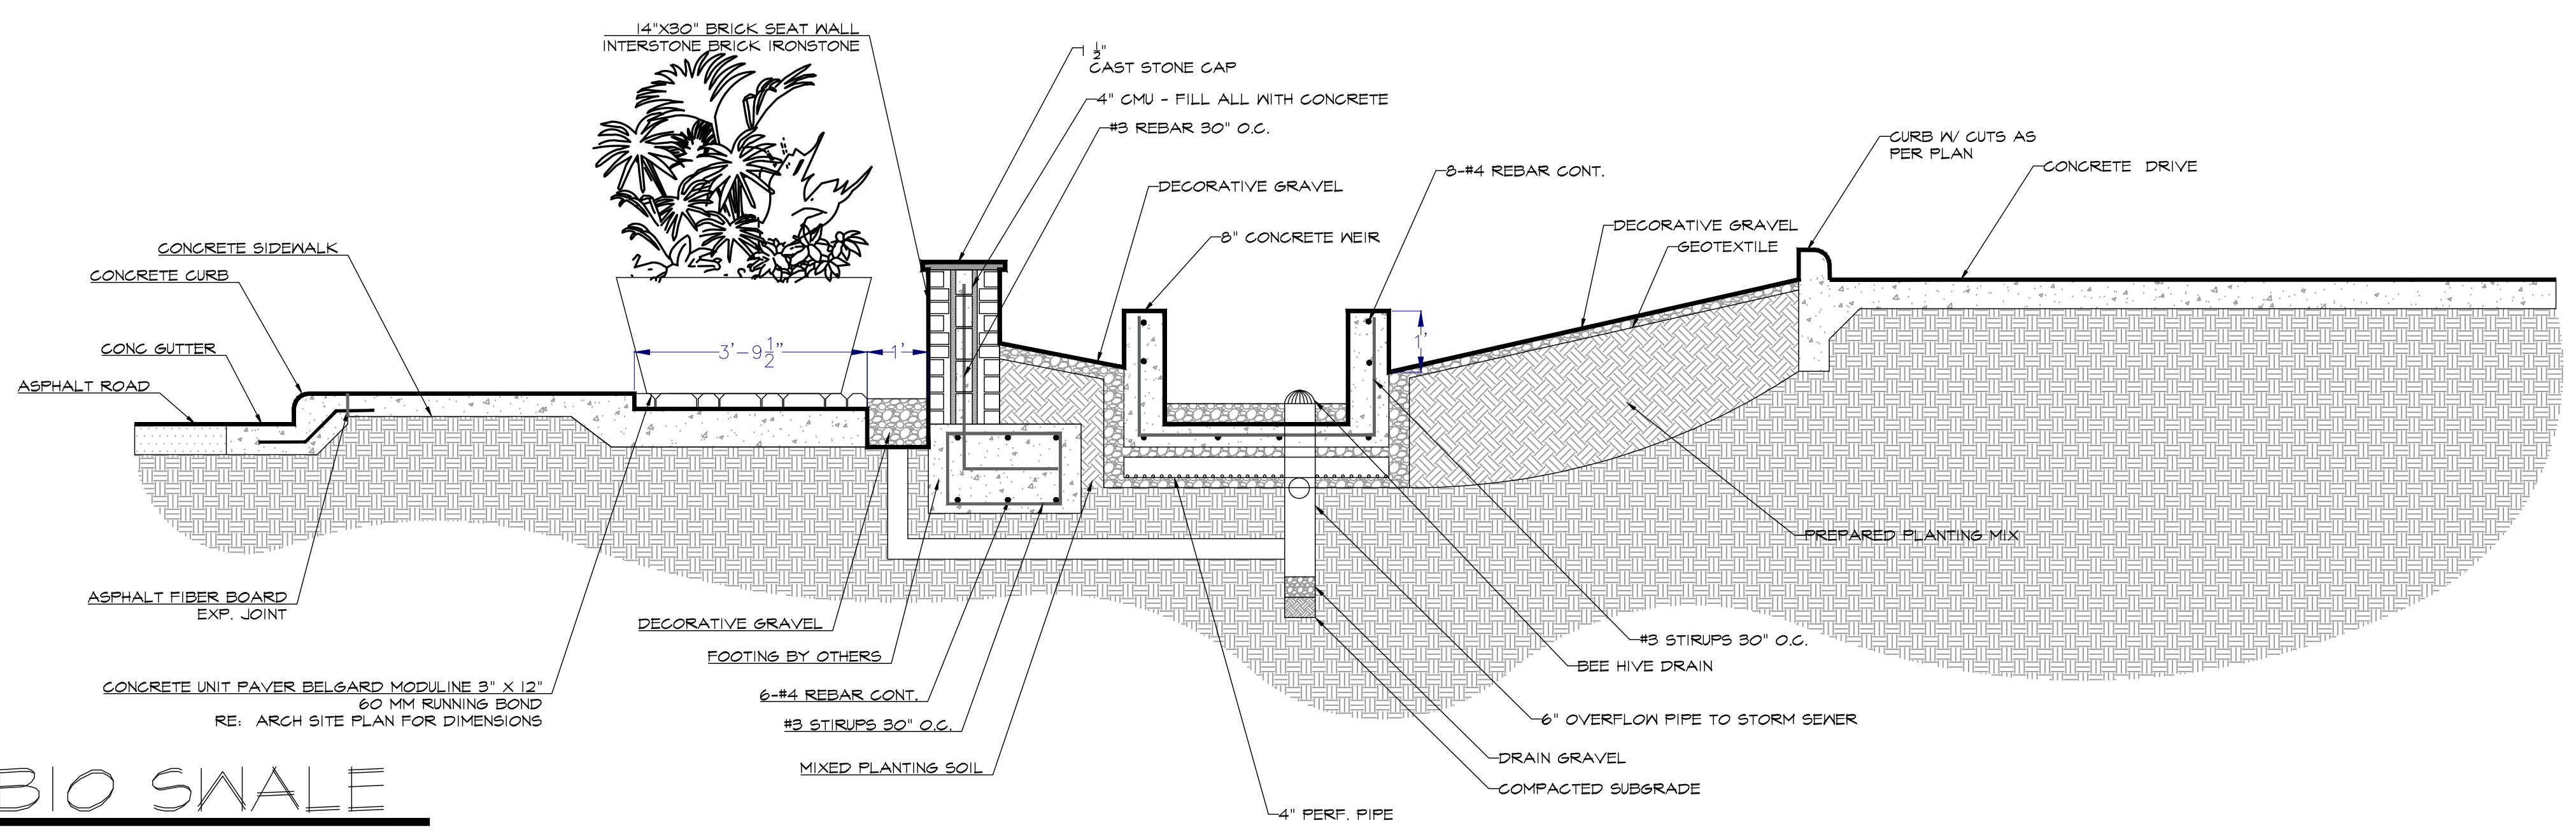 14"X30" BRICK SEAT WALL
INTERSTONE BRICK IRONSTONE
1 1/2"
CAST STONE CAP
4" CMU - FILL ALL WITH CONCRETE
#3 REBAR 30" O.C.
DECORATIVE GRAVEL
8" CONCRETE WEIR
8-#4 REBAR CONT.
DECORATIVE GRAVEL
GEOTEXTILE
CURB W/ CUTS AS
PER PLAN
CONCRETE DRIVE
CONCRETE SIDEWALK
CONCRETE CURB
CONC GUTTER
ASPHALT ROAD
3'-9 1/2"
1'
1'
ASPHALT FIBER BOARD
EXP. JOINT
CONCRETE UNIT PAVER BELGARD MODULINE 3" X 12"
60 MM RUNNING BOND
RE: ARCH SITE PLAN FOR DIMENSIONS
DECORATIVE GRAVEL
FOOTING BY OTHERS
6-#4 REBAR CONT.
#3 STIRUPS 30" O.C.
MIXED PLANTING SOIL
PREPARED PLANTING MIX
#3 STIRUPS 30" O.C.
BEE HIVE DRAIN
6" OVERFLOW PIPE TO STORM SEWER
DRAIN GRAVEL
COMPACTED SUBGRADE
4" PERF. PIPE
BIO SWALE